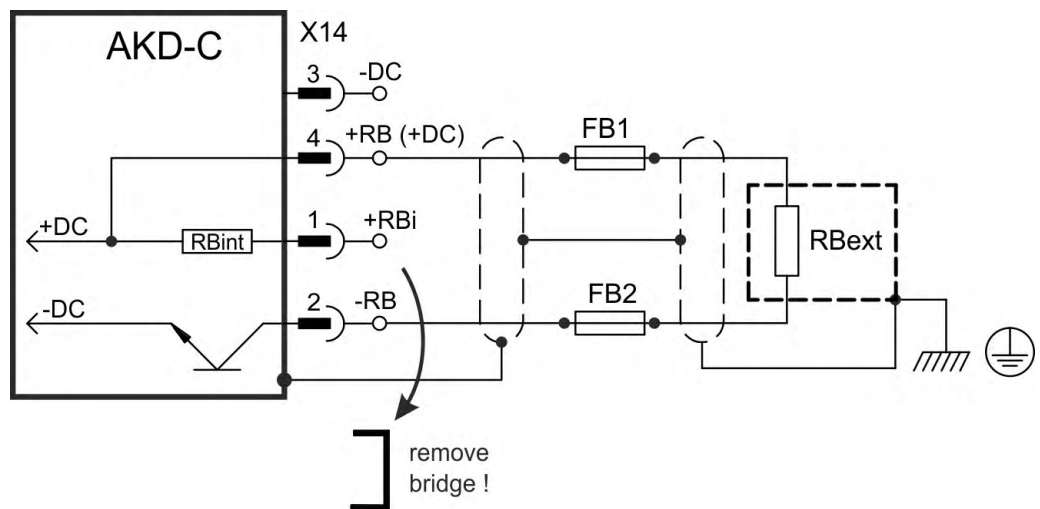 AKD-C
X14
3
-DC
4
+RB (+DC)
FB1
+DC
RBint
1
+RBi
RBext
-DC
2
-RB
FB2
remove
bridge !